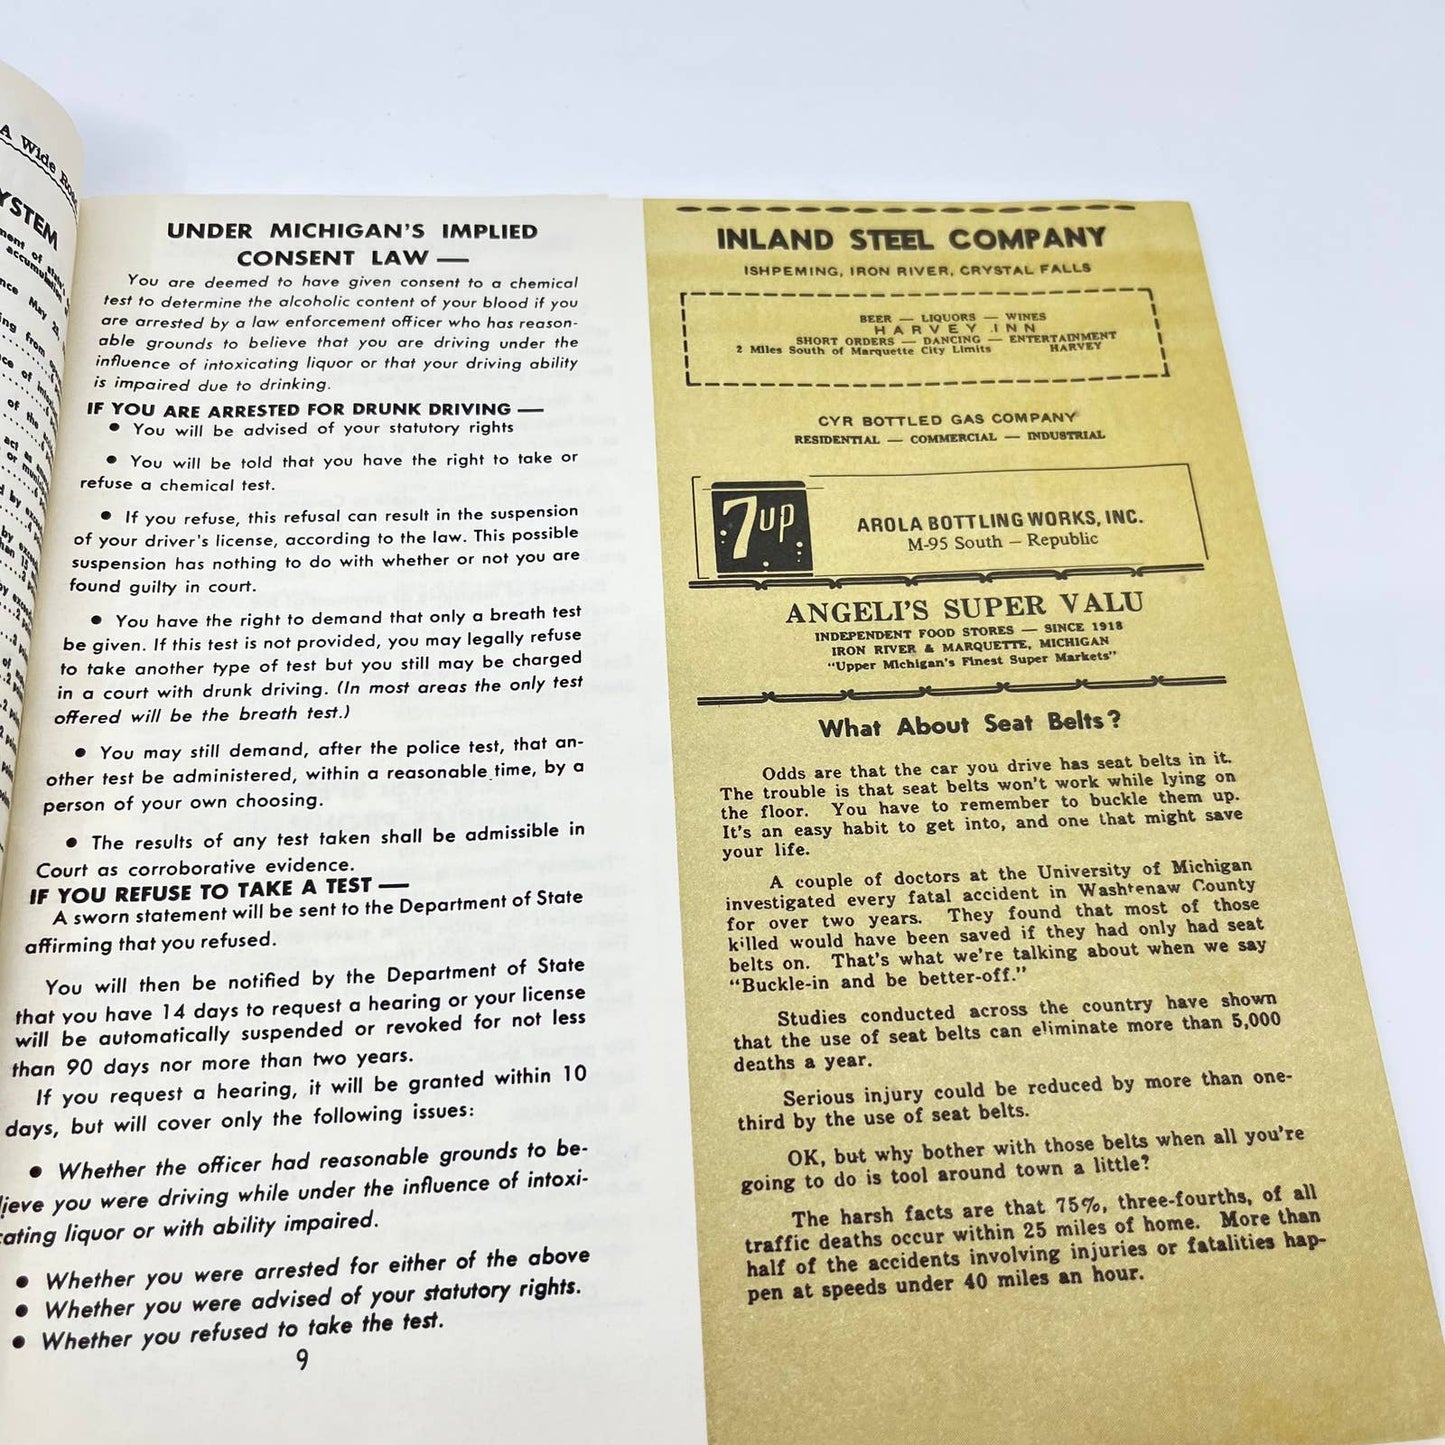 A Wide Road
YSTEM
UNDER MICHIGAN'S IMPLIED
CONSENT LAW —
You are deemed to have given consent to a chemical
test to determine the alcoholic content of your blood if you
are arrested by a law enforcement officer who has reason-
able grounds to believe that you are driving under the
influence of intoxicating liquor or that your driving ability
is impaired due to drinking.
IF YOU ARE ARRESTED FOR DRUNK DRIVING —
● You will be advised of your statutory rights
● You will be told that you have the right to take or
refuse a chemical test.
● If you refuse, this refusal can result in the suspension
of your driver's license, according to the law. This possible
suspension has nothing to do with whether or not you are
found guilty in court.
● You have the right to demand that only a breath test
be given. If this test is not provided, you may legally refuse
to take another type of test but you still may be charged
in a court with drunk driving. (In most areas the only test
offered will be the breath test.)
● You may still demand, after the police test, that an-
other test be administered, within a reasonable time, by a
person of your own choosing.
● The results of any test taken shall be admissible in
Court as corroborative evidence.
IF YOU REFUSE TO TAKE A TEST —
A sworn statement will be sent to the Department of State
affirming that you refused.
You will then be notified by the Department of State
that you have 14 days to request a hearing or your license
will be automatically suspended or revoked for not less
than 90 days nor more than two years.
If you request a hearing, it will be granted within 10
days, but will cover only the following issues:
● Whether the officer had reasonable grounds to be-
lieve you were driving while under the influence of intoxi-
cating liquor or with ability impaired.
● Whether you were arrested for either of the above
● Whether you were advised of your statutory rights.
● Whether you refused to take the test.
9
INLAND STEEL COMPANY
ISHPEMING, IRON RIVER, CRYSTAL FALLS
BEER — LIQUORS — WINES
HARVEY INN
SHORT ORDERS — DANCING — ENTERTAINMENT
2 Miles South of Marquette City Limits HARVEY
CYR BOTTLED GAS COMPANY
RESIDENTIAL — COMMERCIAL — INDUSTRIAL
7up
AROLA BOTTLING WORKS, INC.
M-95 South — Republic
ANGELI'S SUPER VALU
INDEPENDENT FOOD STORES — SINCE 1918
IRON RIVER & MARQUETTE, MICHIGAN
"Upper Michigan's Finest Super Markets"
What About Seat Belts?
Odds are that the car you drive has seat belts in it.
The trouble is that seat belts won't work while lying on
the floor. You have to remember to buckle them up.
It's an easy habit to get into, and one that might save
your life.
A couple of doctors at the University of Michigan
investigated every fatal accident in Washtenaw County
for over two years. They found that most of those
killed would have been saved if they had only had seat
belts on. That's what we're talking about when we say
"Buckle-in and be better-off."
Studies conducted across the country have shown
that the use of seat belts can eliminate more than 5,000
deaths a year.
Serious injury could be reduced by more than one-
third by the use of seat belts.
OK, but why bother with those belts when all you're
going to do is tool around town a little?
The harsh facts are that 75%, three-fourths, of all
traffic deaths occur within 25 miles of home. More than
half of the accidents involving injuries or fatalities hap-
pen at speeds under 40 miles an hour.